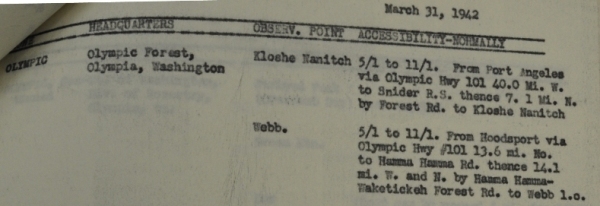 March 31, 1942
HEADQUARTERS OBSERV. POINT ACCESSIBILITY-NORMALLY
OLYMPIC Olympic Forest, Kloshe Nanitch 5/1 to 11/1. From Port Angeles
Olympia, Washington via Olympic Hwy 101 40.0 Mi. W.
to Snider R.S. thence 7. 1 Mi. N.
by Forest Rd. to Kloshe Nanitch
Webb. 5/1 to 11/1. From Hoodsport via
Olympic Hwy #101 13.6 mi. No.
to Hamma Hamma Rd. thence 14.1
mi. W. and N. by Hamma Hamma-
Waketickeh Forest Rd. to Webb l.o.